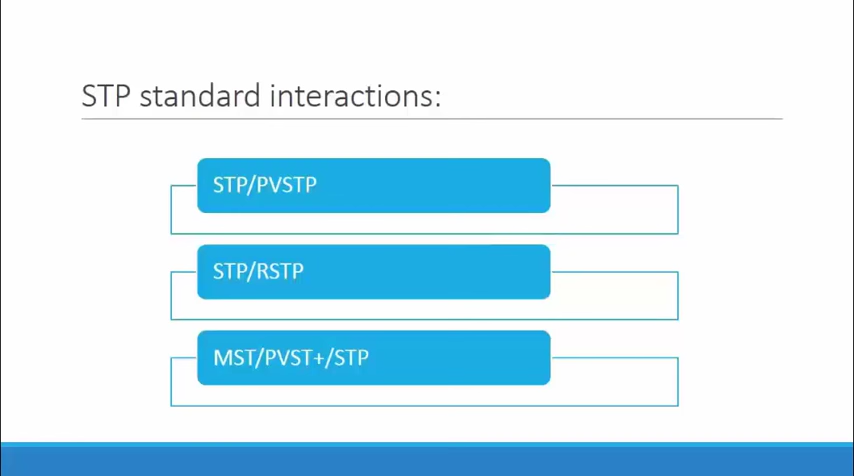 STP standard interactions:
STP/PVSTP
STP/RSTP
MST/PVST+/STP